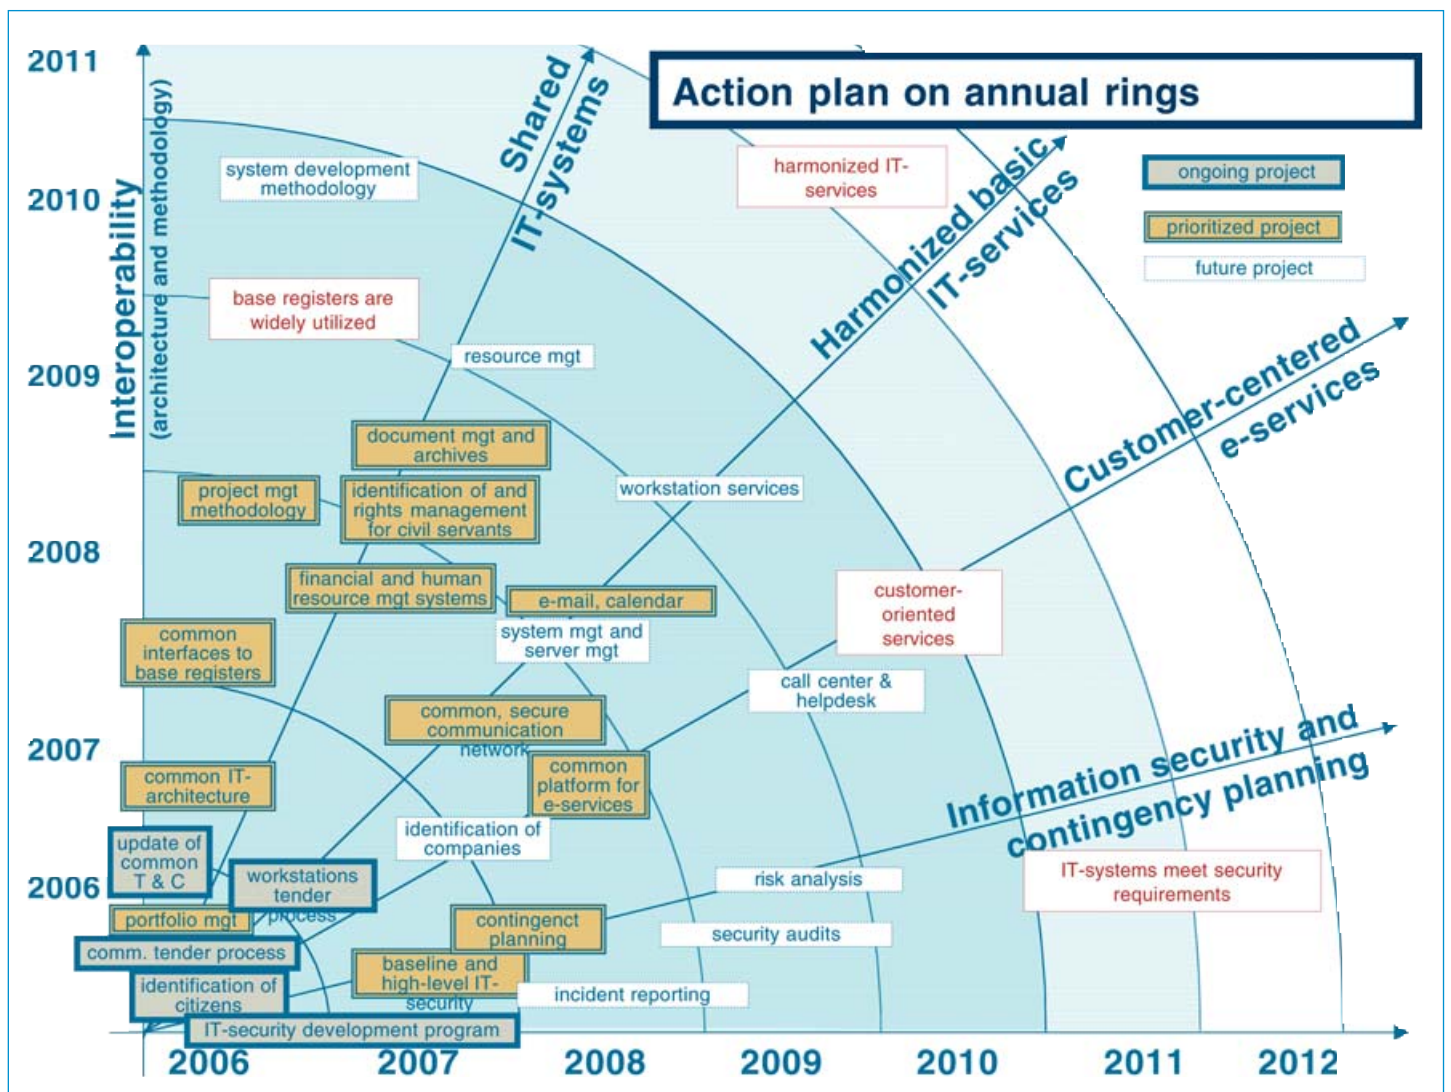 Action plan on annual rings
ongoing project
prioritized project
future project
2011
2010
2009
2008
2007
2006
Interoperability
(architecture and methodology)
Shared
IT-systems
Harmonized basic
IT-services
Customer-centered
e-services
Information security and
contingency planning
system development
methodology
harmonized IT-
services
base registers are
widely utilized
resource mgt
document mgt and
archives
project mgt
methodology
identification of and
rights management
for civil servants
workstation services
financial and human
resource mgt systems
e-mail, calendar
customer-
oriented
services
common
interfaces to
base registers
system mgt and
server mgt
call center &
helpdesk
common, secure
communication
network
common IT-
architecture
common
platform for
e-services
identification of
companies
update of
common
T & C
workstations
tender
process
risk analysis
IT-systems meet security
requirements
portfolio mgt
contingenct
planning
security audits
comm. tender process
baseline and
high-level IT-
security
identification of
citizens
incident reporting
IT-security development program
2006
2007
2008
2009
2010
2011
2012